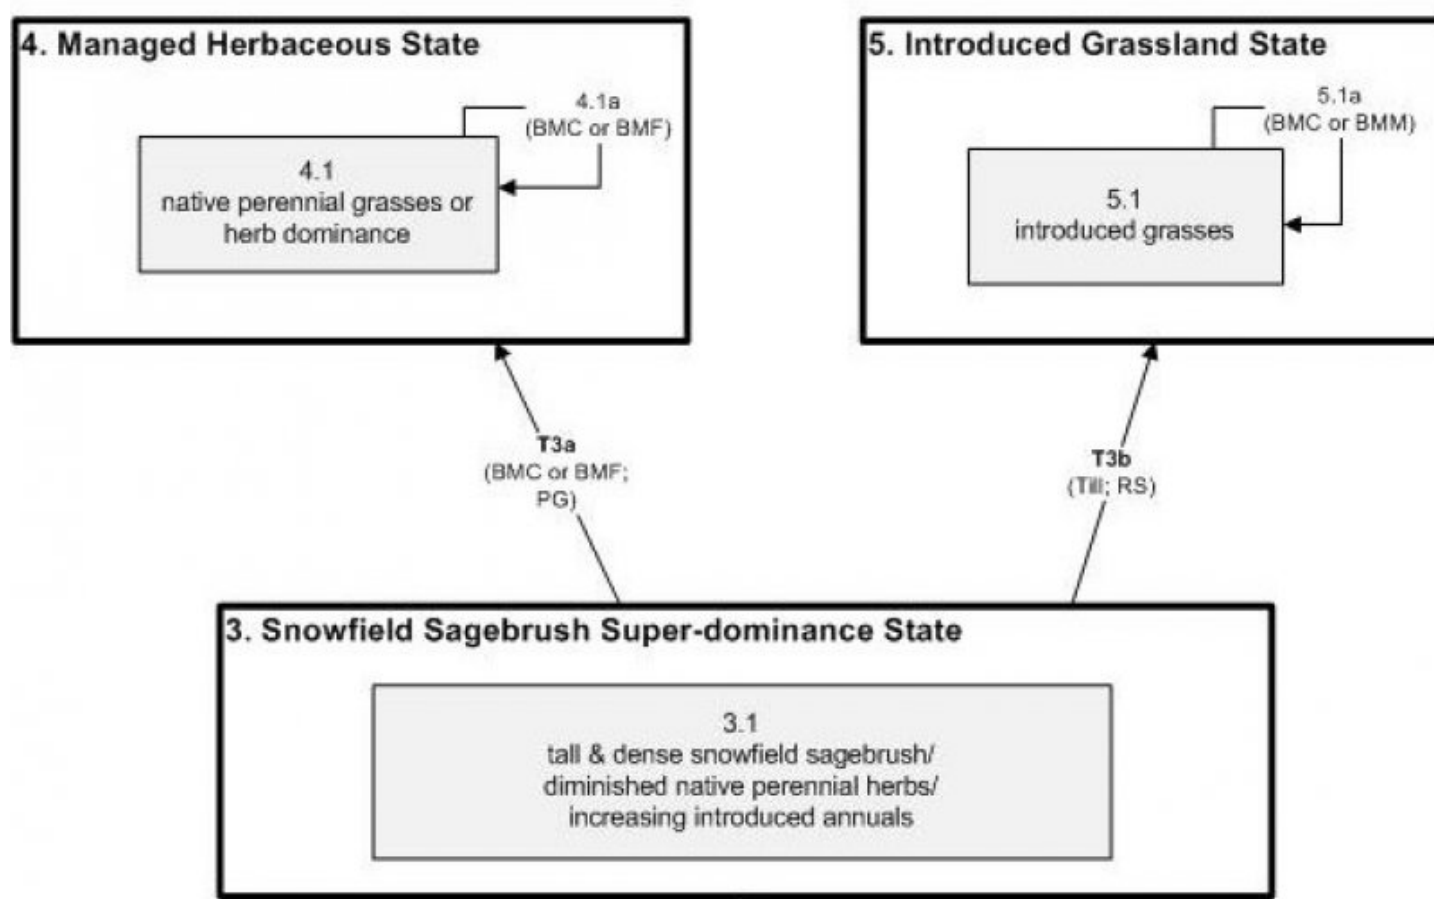 4. Managed Herbaceous State
4.1a
(BMC or BMF)
4.1
native perennial grasses or
herb dominance
5. Introduced Grassland State
5.1a
(BMC or BMM)
5.1
introduced grasses
T3a
(BMC or BMF;
PG)
T3b
(Till; RS)
3. Snowfield Sagebrush Super-dominance State
3.1
tall & dense snowfield sagebrush/
diminished native perennial herbs/
increasing introduced annuals